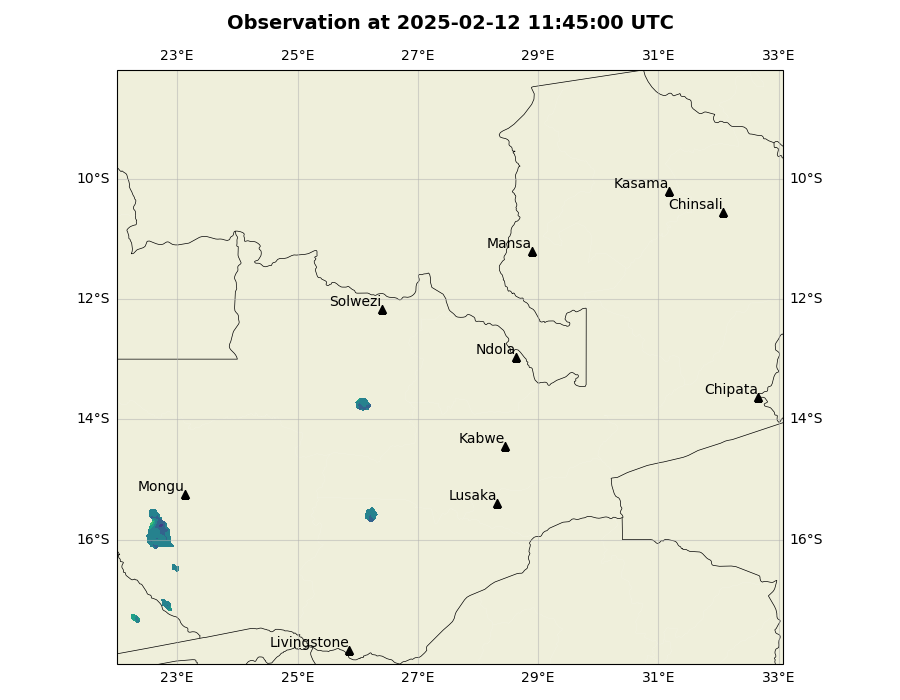 Observation at 2025-02-12 11:45:00 UTC
23°E 25°E 27°E 29°E 31°E 33°E
10°S 10°S
Kasama
Chinsali
Mansa
12°S 12°S
Solwezi
Ndola
Chipata
14°S 14°S
Kabwe
Mongu
Lusaka
16°S 16°S
Livingstone
23°E 25°E 27°E 29°E 31°E 33°E